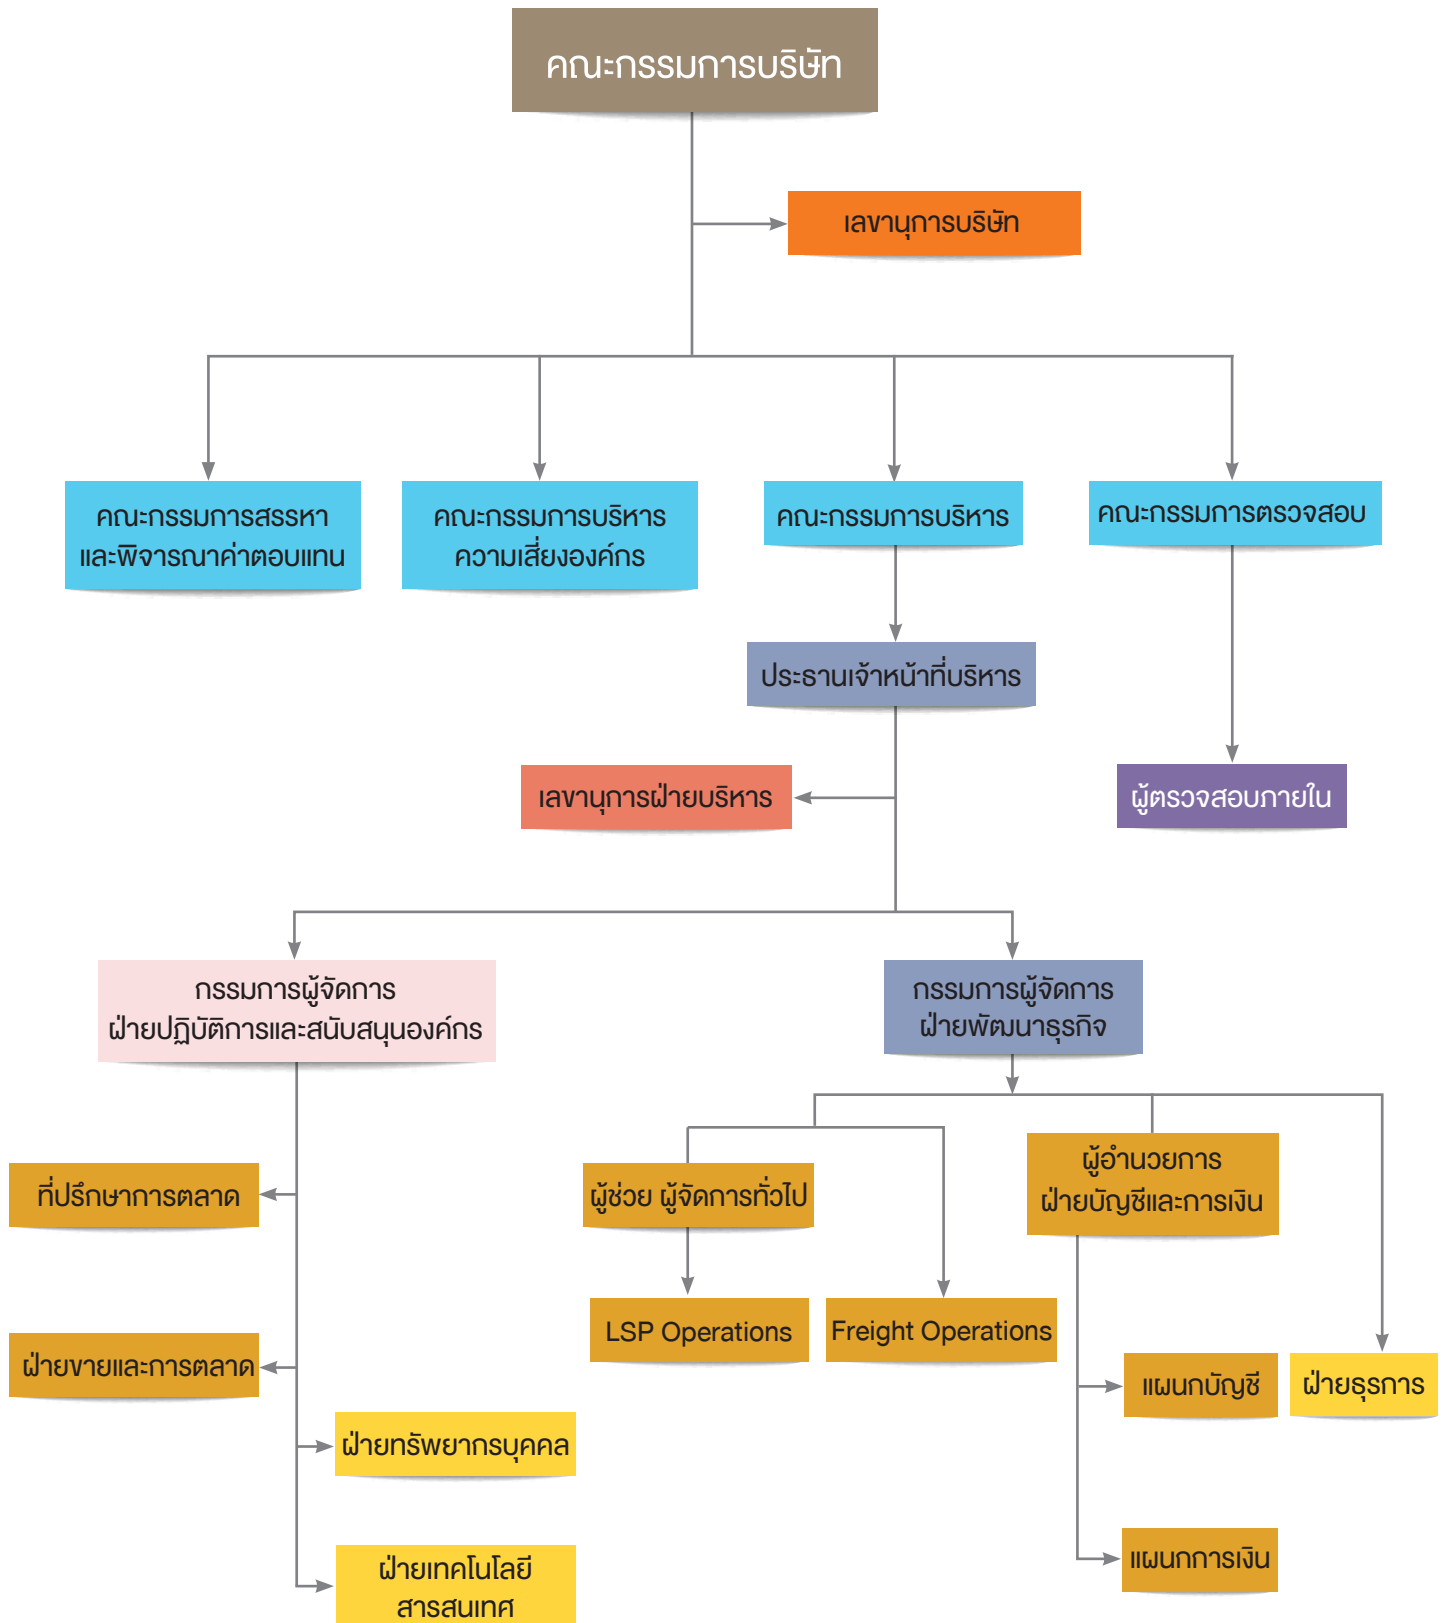 คณะกรรมการบริษัท
เลขานุการบริษัท
คณะกรรมการสรรหา
และพิจารณาค่าตอบแทน
คณะกรรมการบริหาร
ความเสี่ยงองค์กร
คณะกรรมการบริหาร
คณะกรรมการตรวจสอบ
ประธานเจ้าหน้าที่บริหาร
เลขานุการฝ่ายบริหาร
ผู้ตรวจสอบภายใน
กรรมการผู้จัดการ
ฝ่ายปฏิบัติการและสนับสนุนองค์กร
กรรมการผู้จัดการ
ฝ่ายพัฒนาธุรกิจ
ที่ปรึกษาการตลาด
ผู้ช่วย ผู้จัดการทั่วไป
ผู้อำนวยการ
ฝ่ายบัญชีและการเงิน
LSP Operations
Freight Operations
ฝ่ายขายและการตลาด
แผนกบัญชี
ฝ่ายธุรการ
ฝ่ายทรัพยากรบุคคล
แผนกการเงิน
ฝ่ายเทคโนโลยี
สารสนเทศ